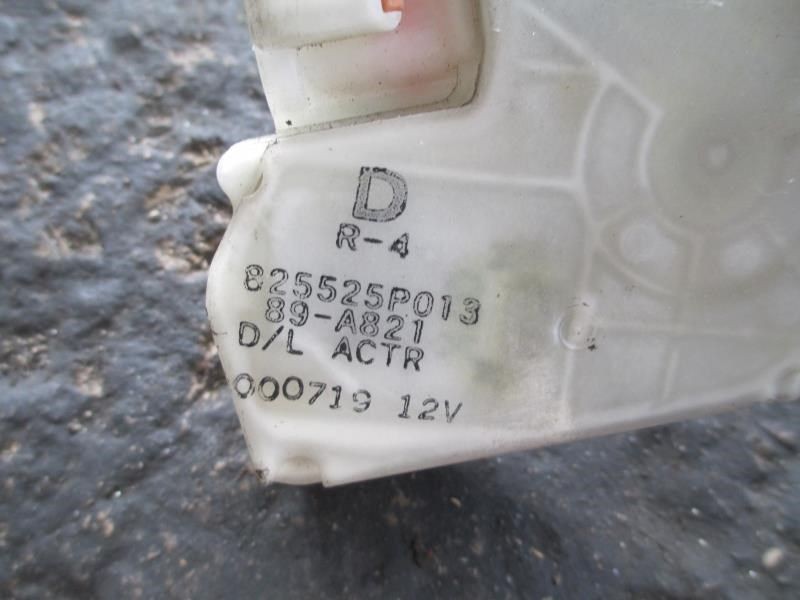 D
R-4
825525P013
89-A821
D/L ACTR
000719 12V